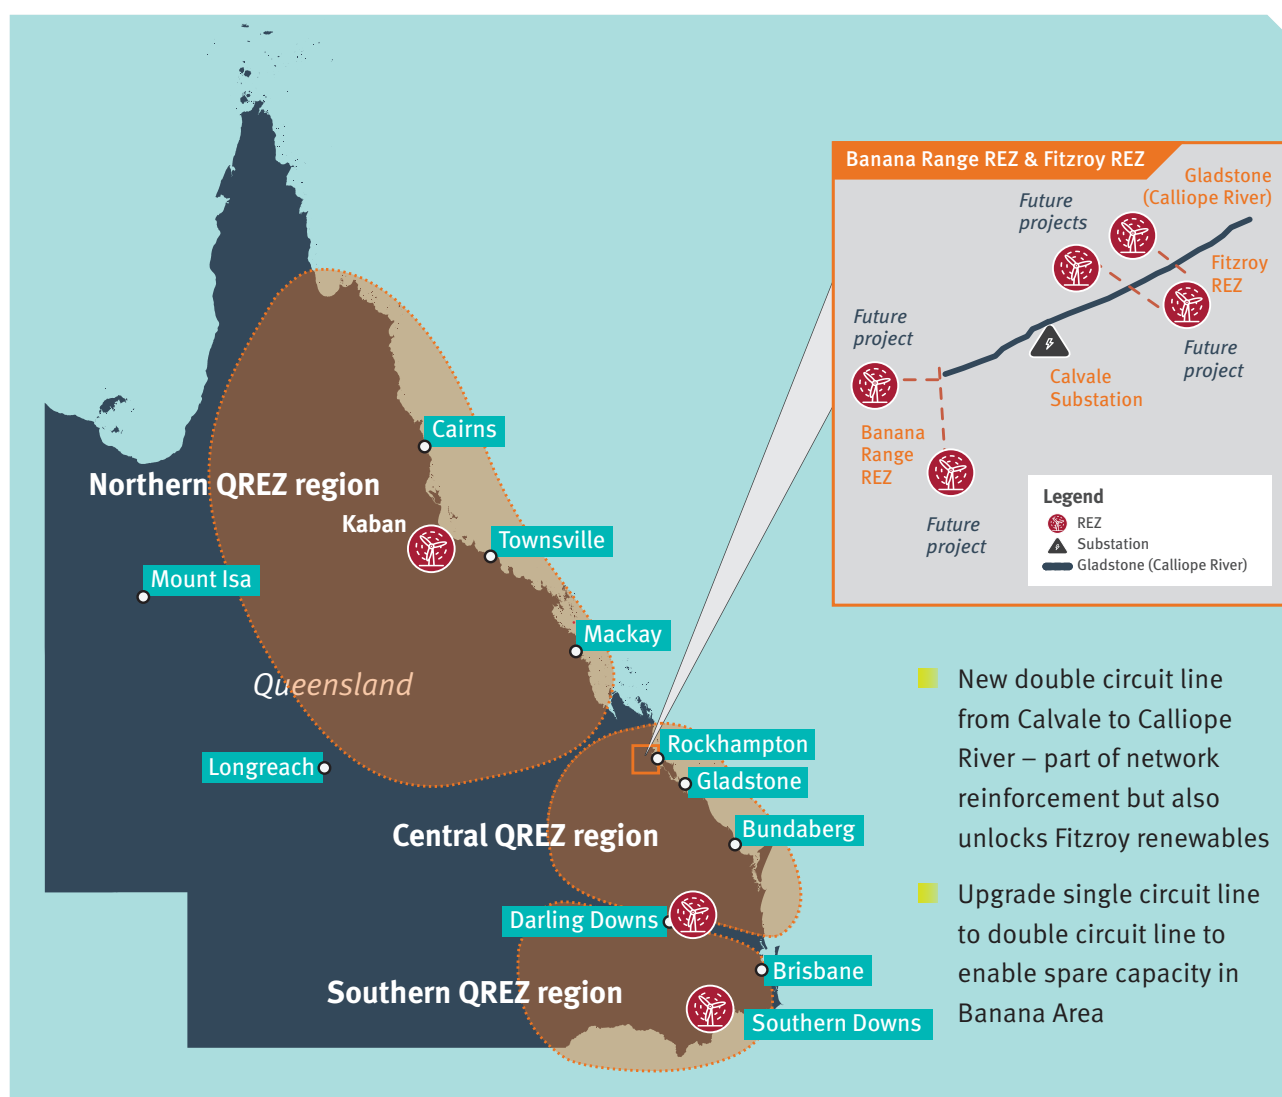 Banana Range REZ & Fitzroy REZ
Gladstone
(Calliope River)
Future
projects
Fitzroy
REZ
Future
project
Future
project
Calvale
Substation
Banana
Range
REZ
Future
project
Legend
REZ
Substation
Gladstone (Calliope River)
Cairns
Northern QREZ region
Kaban
Townsville
Mount Isa
Mackay
Queensland
Rockhampton
Longreach
Gladstone
Central QREZ region
Bundaberg
Darling Downs
Brisbane
Southern QREZ region
Southern Downs
New double circuit line
from Calvale to Calliope
River – part of network
reinforcement but also
unlocks Fitzroy renewables
Upgrade single circuit line
to double circuit line to
enable spare capacity in
Banana Area